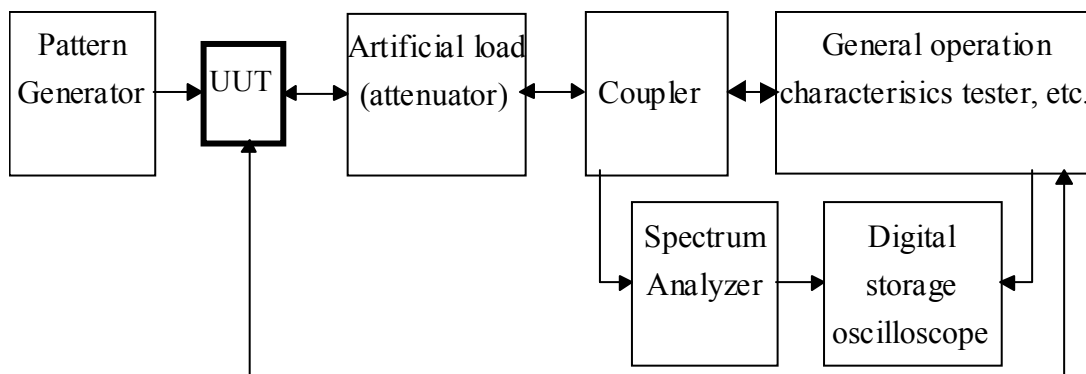 Pattern
Generator
UUT
Artificial load
(attenuator)
Coupler
General operation
characterisics tester, etc.
Spectrum
Analyzer
Digital
storage
oscilloscope